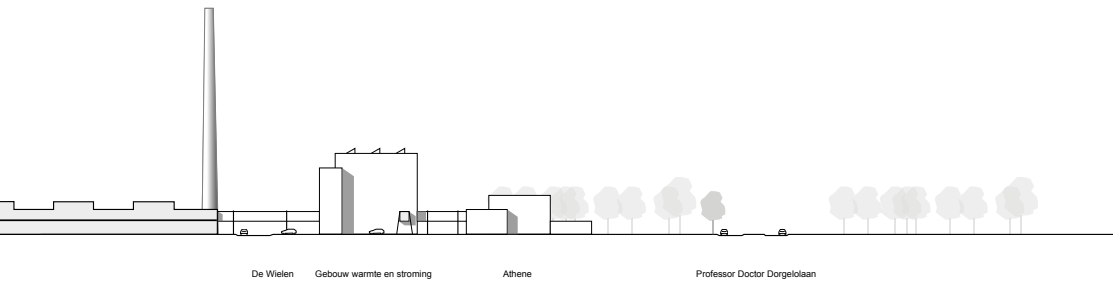 De Wielen
Gebouw warmte en stroming
Athene
Professor Doctor Dorgelolaan